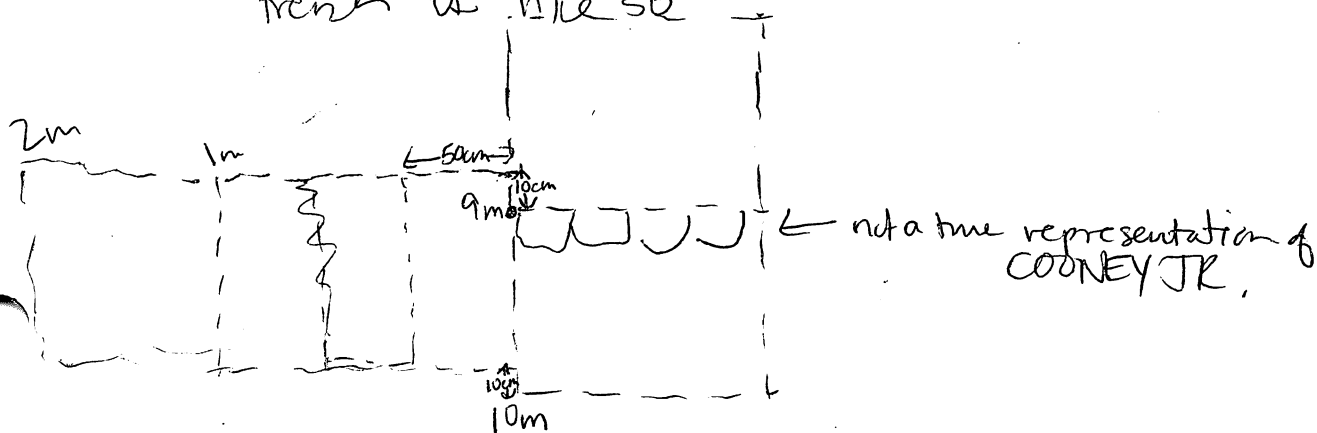 2m
1m
50cm
10cm
9m
not a true representation of
COONEY JR.
10cm
10m